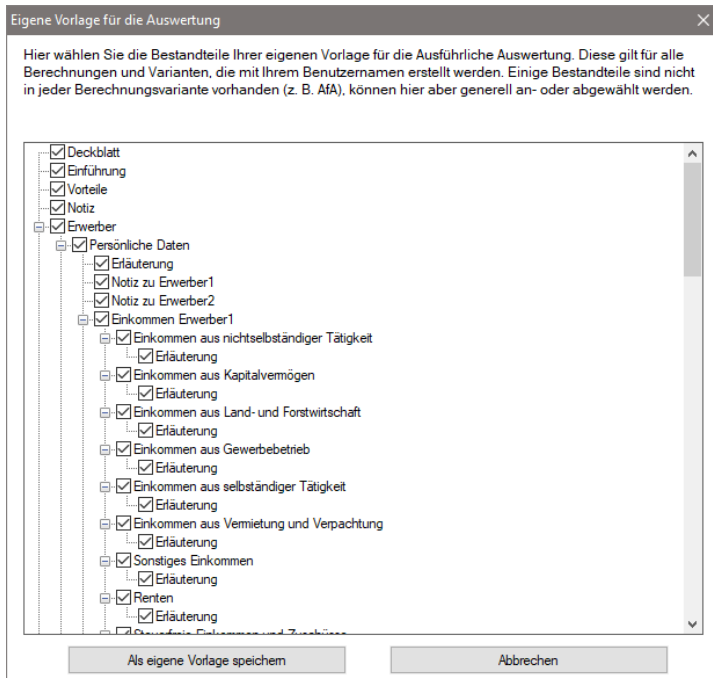 Eigene Vorlage für die Auswertung
Hier wählen Sie die Bestandteile Ihrer eigenen Vorlage für die Ausführliche Auswertung. Diese gilt für alle
Berechnungen und Varianten, die mit Ihrem Benutzernamen erstellt werden. Einige Bestandteile sind nicht
in jeder Berechnungsvariante vorhanden (z. B. AfA), können hier aber generell an- oder abgewählt werden.
Deckblatt
Einführung
Vorteile
Notiz
Erwerber
Persönliche Daten
Erläuterung
Notiz zu Erwerber1
Notiz zu Erwerber2
Einkommen Erwerber1
Einkommen aus nichtselbständiger Tätigkeit
Erläuterung
Einkommen aus Kapitalvermögen
Erläuterung
Einkommen aus Land- und Forstwirtschaft
Erläuterung
Einkommen aus Gewerbebetrieb
Erläuterung
Einkommen aus selbständiger Tätigkeit
Erläuterung
Einkommen aus Vermietung und Verpachtung
Erläuterung
Sonstiges Einkommen
Erläuterung
Renten
Erläuterung
Steuerfreie Einkommen und Zuschüsse
Als eigene Vorlage speichern
Abbrechen